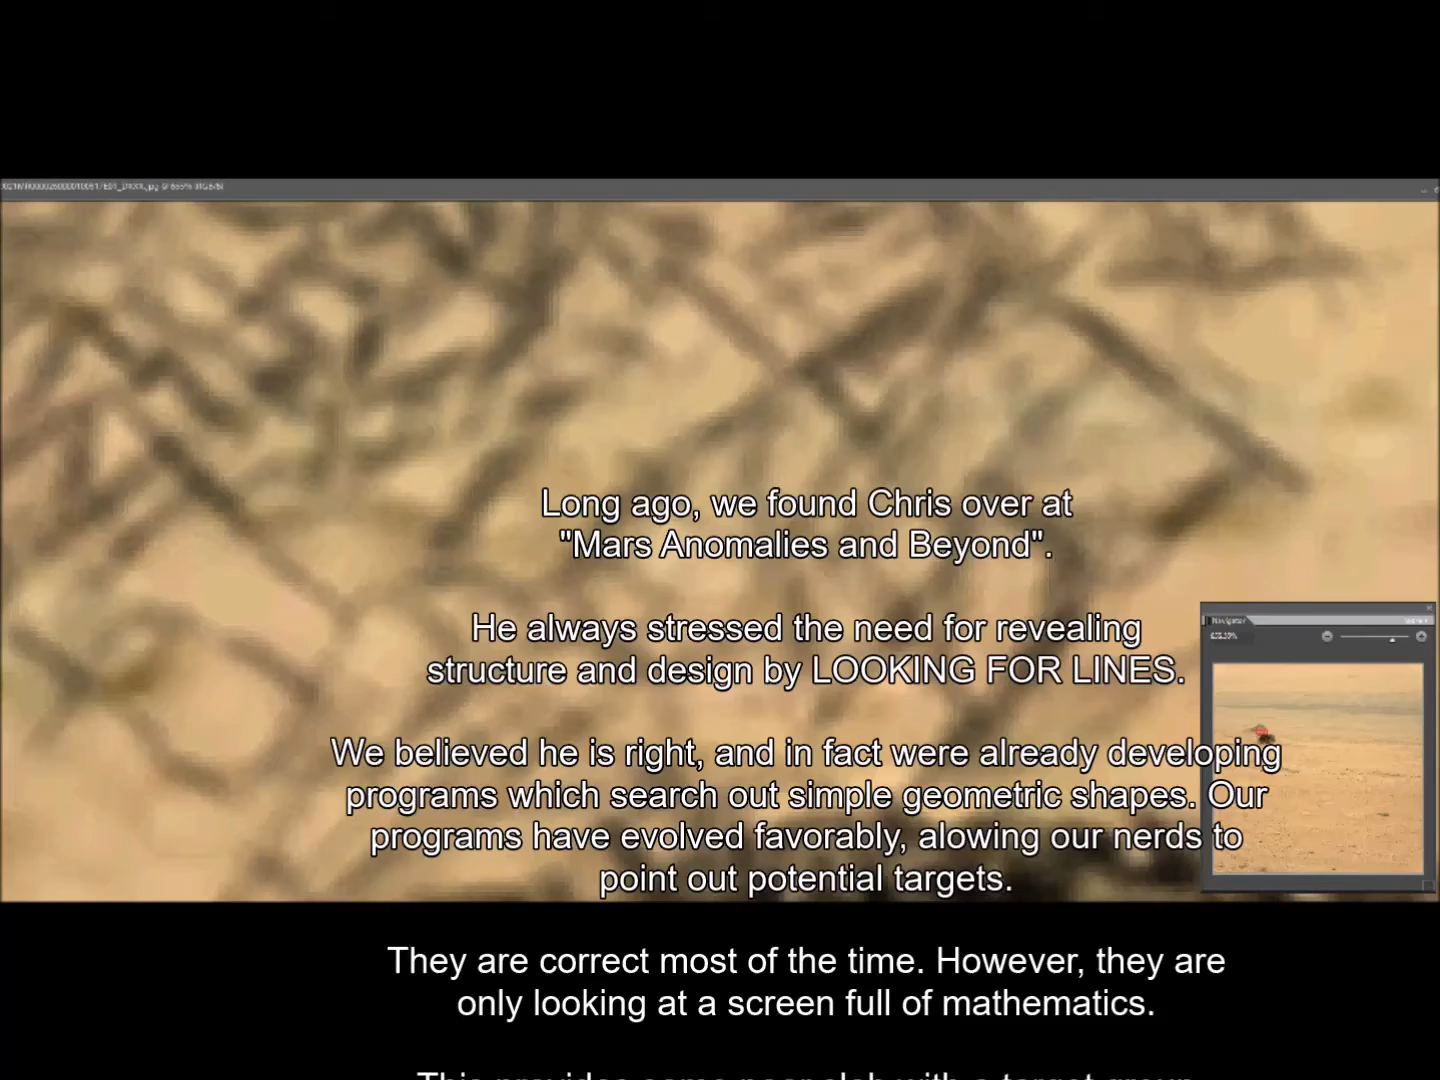 Long ago, we found Chris over at
"Mars Anomalies and Beyond".
He always stressed the need for revealing
structure and design by LOOKING FOR LINES.
Navigator
We believed he is right, and in fact were already developing
programs which search out simple geometric shapes. Our
programs have evolved favorably, alowing our nerds to
point out potential targets.
They are correct most of the time. However, they are
only looking at a screen full of mathematics.